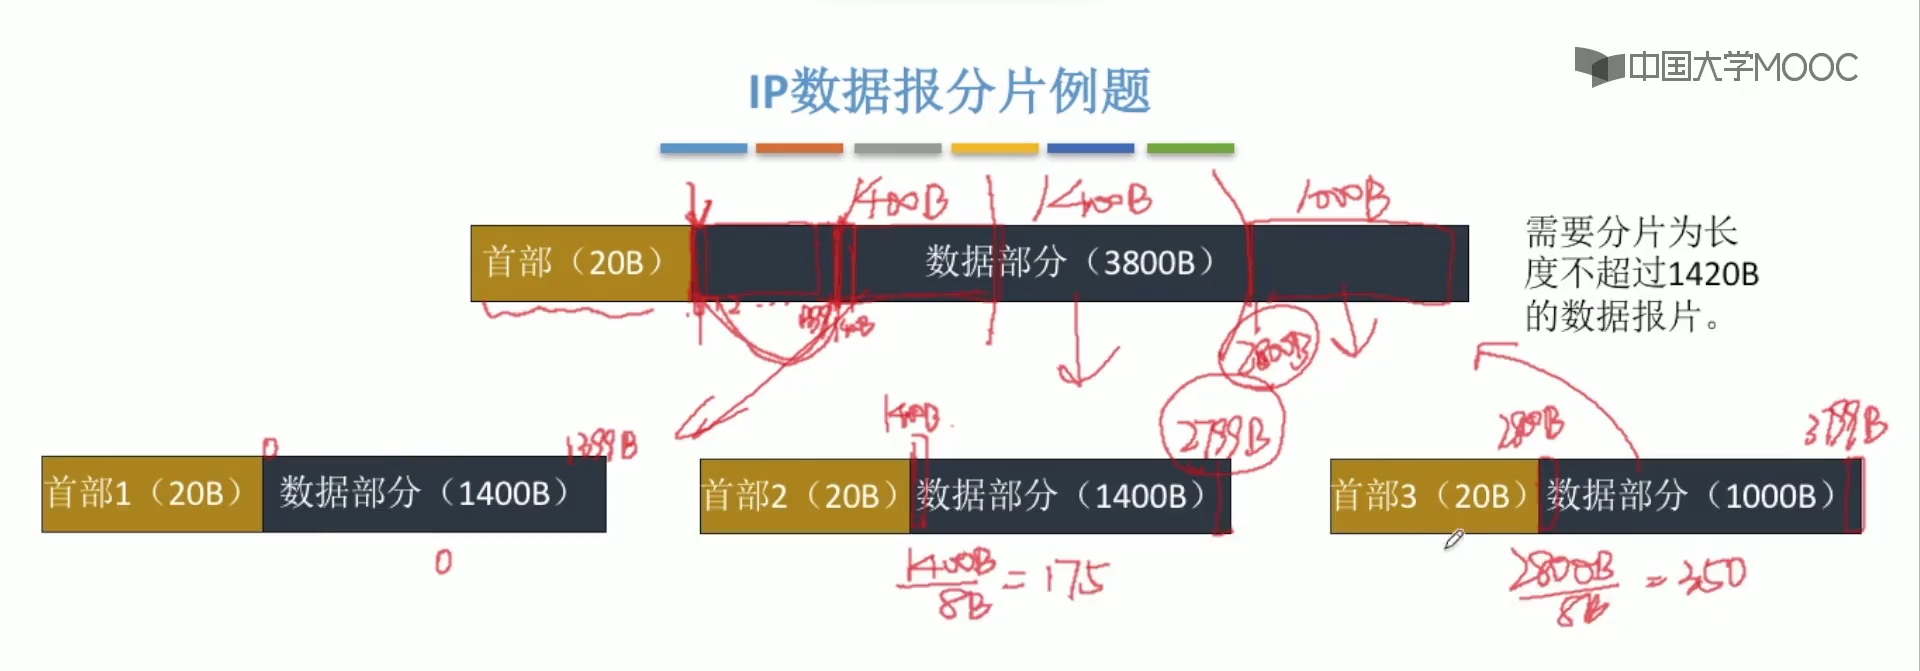 中国大学MOOC
IP数据报分片例题
1400B
1400B
1000B
首部（20B）
数据部分（3800B）
需要分片为长
度不超过1420B
的数据报片。
2800B
0
1399B
1400B
2799B
2800B
3799B
首部1（20B）
数据部分（1400B）
首部2（20B）
数据部分（1400B）
首部3（20B）
数据部分（1000B）
0
1400B
8B
= 175
2800B
8B
= 350